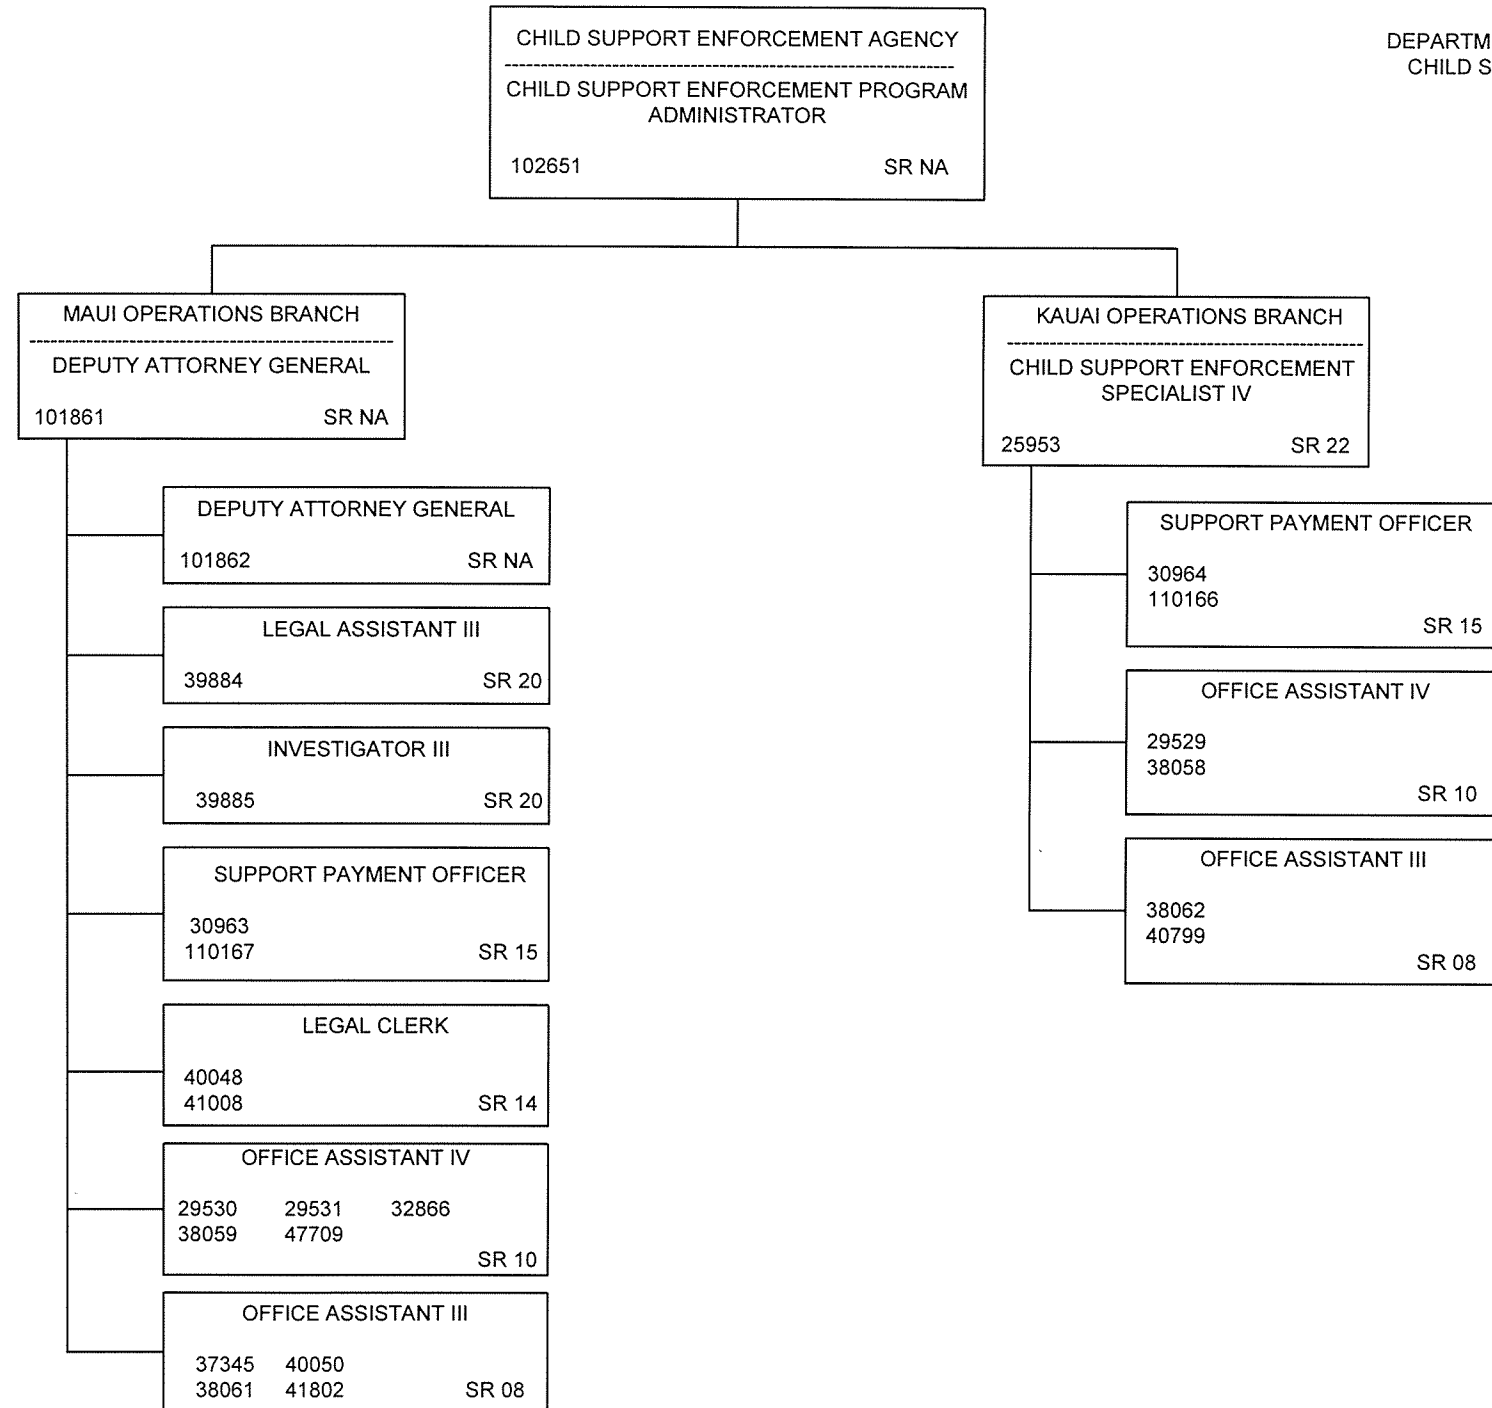 CHILD SUPPORT ENFORCEMENT AGENCY
CHILD SUPPORT ENFORCEMENT PROGRAM
ADMINISTRATOR
102651 SR NA
DEPARTM
CHILD S
MAUI OPERATIONS BRANCH
DEPUTY ATTORNEY GENERAL
101861 SR NA
DEPUTY ATTORNEY GENERAL
101862 SR NA
LEGAL ASSISTANT III
39884 SR 20
INVESTIGATOR III
39885 SR 20
SUPPORT PAYMENT OFFICER
30963
110167 SR 15
LEGAL CLERK
40048
41008 SR 14
OFFICE ASSISTANT IV
29530 29531 32866
38059 47709
SR 10
OFFICE ASSISTANT III
37345 40050
38061 41802 SR 08
KAUAI OPERATIONS BRANCH
CHILD SUPPORT ENFORCEMENT
SPECIALIST IV
25953 SR 22
SUPPORT PAYMENT OFFICER
30964
110166
SR 15
OFFICE ASSISTANT IV
29529
38058
SR 10
OFFICE ASSISTANT III
38062
40799
SR 08